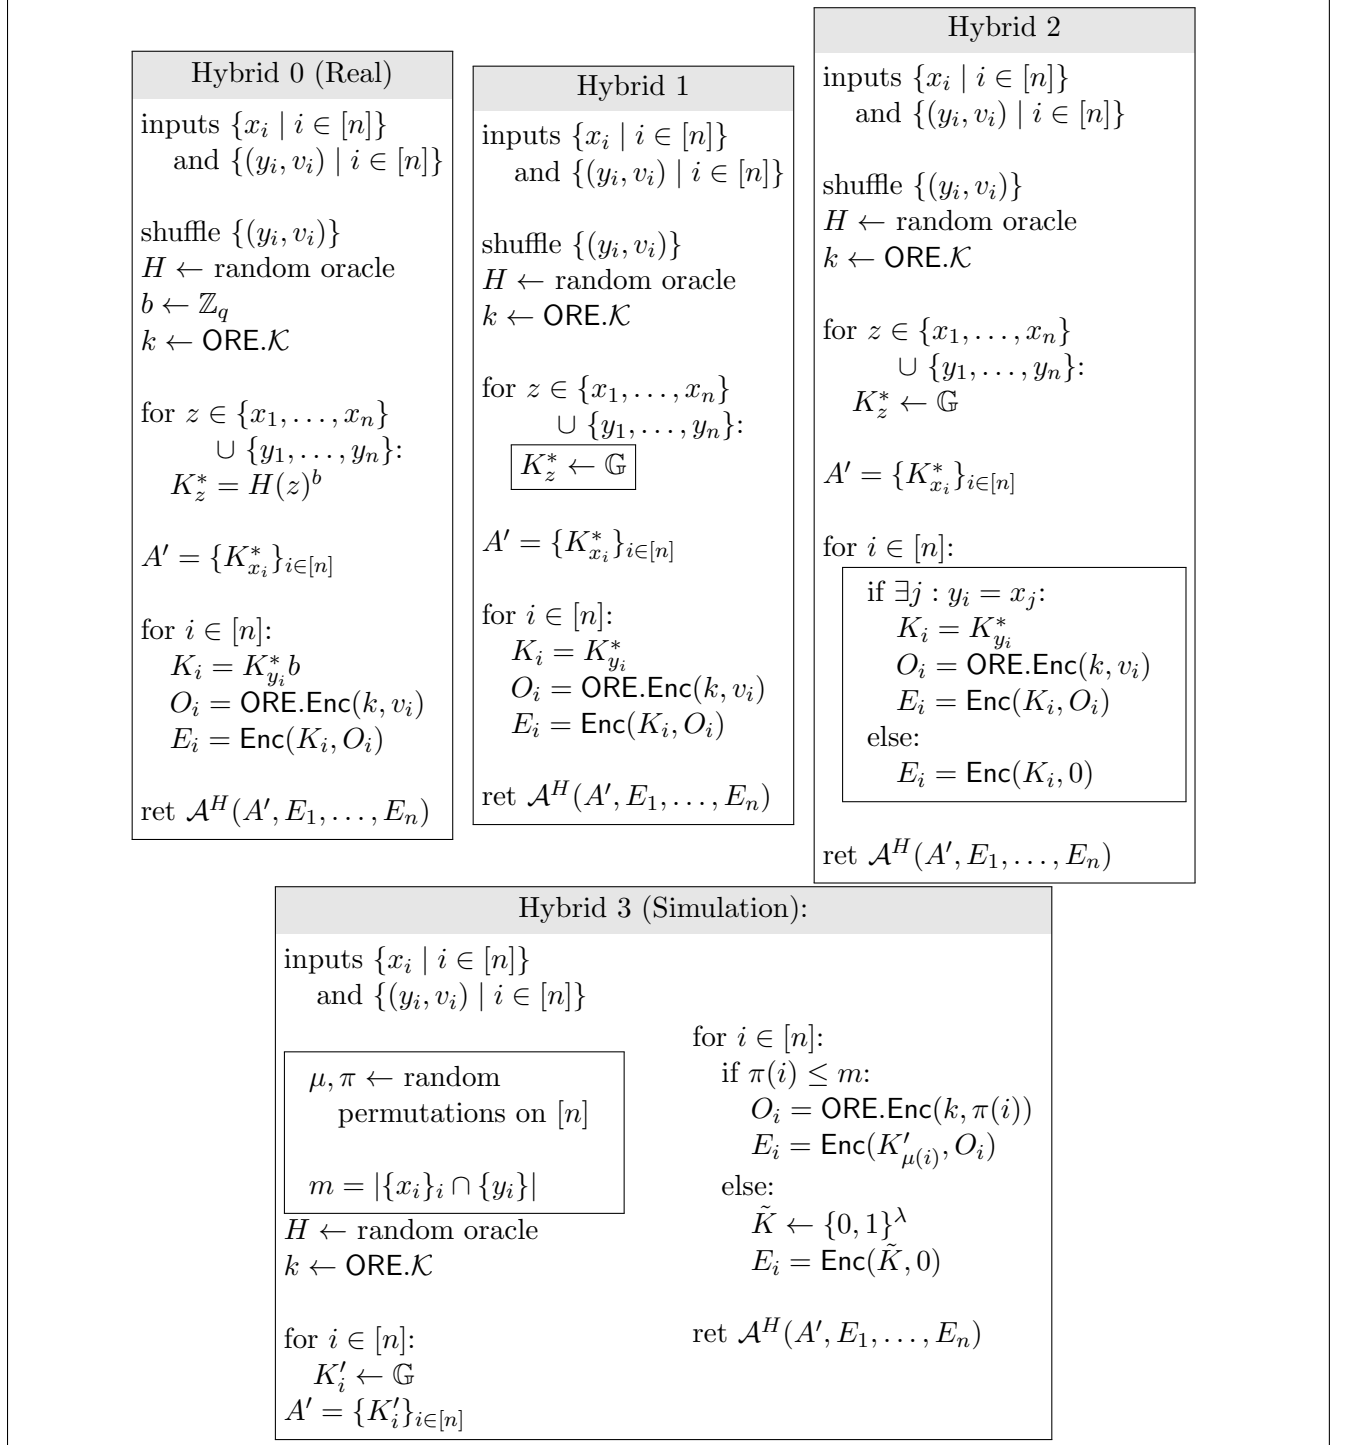 Hybrid 0 (Real)
inputs {x_i | i ∈ [n]}
and {(y_i, v_i) | i ∈ [n]}
shuffle {(y_i, v_i)}
H ← random oracle
b ← ℤ_q
k ← ORE.𝒦
for z ∈ {x_1, …, x_n}
∪ {y_1, …, y_n}:
K*_z = H(z)^b
A′ = {K*_{x_i}}_{i∈[n]}
for i ∈ [n]:
K_i = K*_{y_i} b
O_i = ORE.Enc(k, v_i)
E_i = Enc(K_i, O_i)
ret 𝒜^H(A′, E_1, …, E_n)
Hybrid 1
inputs {x_i | i ∈ [n]}
and {(y_i, v_i) | i ∈ [n]}
shuffle {(y_i, v_i)}
H ← random oracle
k ← ORE.𝒦
for z ∈ {x_1, …, x_n}
∪ {y_1, …, y_n}:
K*_z ← 𝔾
A′ = {K*_{x_i}}_{i∈[n]}
for i ∈ [n]:
K_i = K*_{y_i}
O_i = ORE.Enc(k, v_i)
E_i = Enc(K_i, O_i)
ret 𝒜^H(A′, E_1, …, E_n)
Hybrid 2
inputs {x_i | i ∈ [n]}
and {(y_i, v_i) | i ∈ [n]}
shuffle {(y_i, v_i)}
H ← random oracle
k ← ORE.𝒦
for z ∈ {x_1, …, x_n}
∪ {y_1, …, y_n}:
K*_z ← 𝔾
A′ = {K*_{x_i}}_{i∈[n]}
for i ∈ [n]:
if ∃j : y_i = x_j:
K_i = K*_{y_i}
O_i = ORE.Enc(k, v_i)
E_i = Enc(K_i, O_i)
else:
E_i = Enc(K_i, 0)
ret 𝒜^H(A′, E_1, …, E_n)
Hybrid 3 (Simulation):
inputs {x_i | i ∈ [n]}
and {(y_i, v_i) | i ∈ [n]}
μ, π ← random
permutations on [n]
m = |{x_i}_i ∩ {y_i}|
H ← random oracle
k ← ORE.𝒦
for i ∈ [n]:
K′_i ← 𝔾
A′ = {K′_i}_{i∈[n]}
for i ∈ [n]:
if π(i) ≤ m:
O_i = ORE.Enc(k, π(i))
E_i = Enc(K′_{μ(i)}, O_i)
else:
K̃ ← {0, 1}^λ
E_i = Enc(K̃, 0)
ret 𝒜^H(A′, E_1, …, E_n)